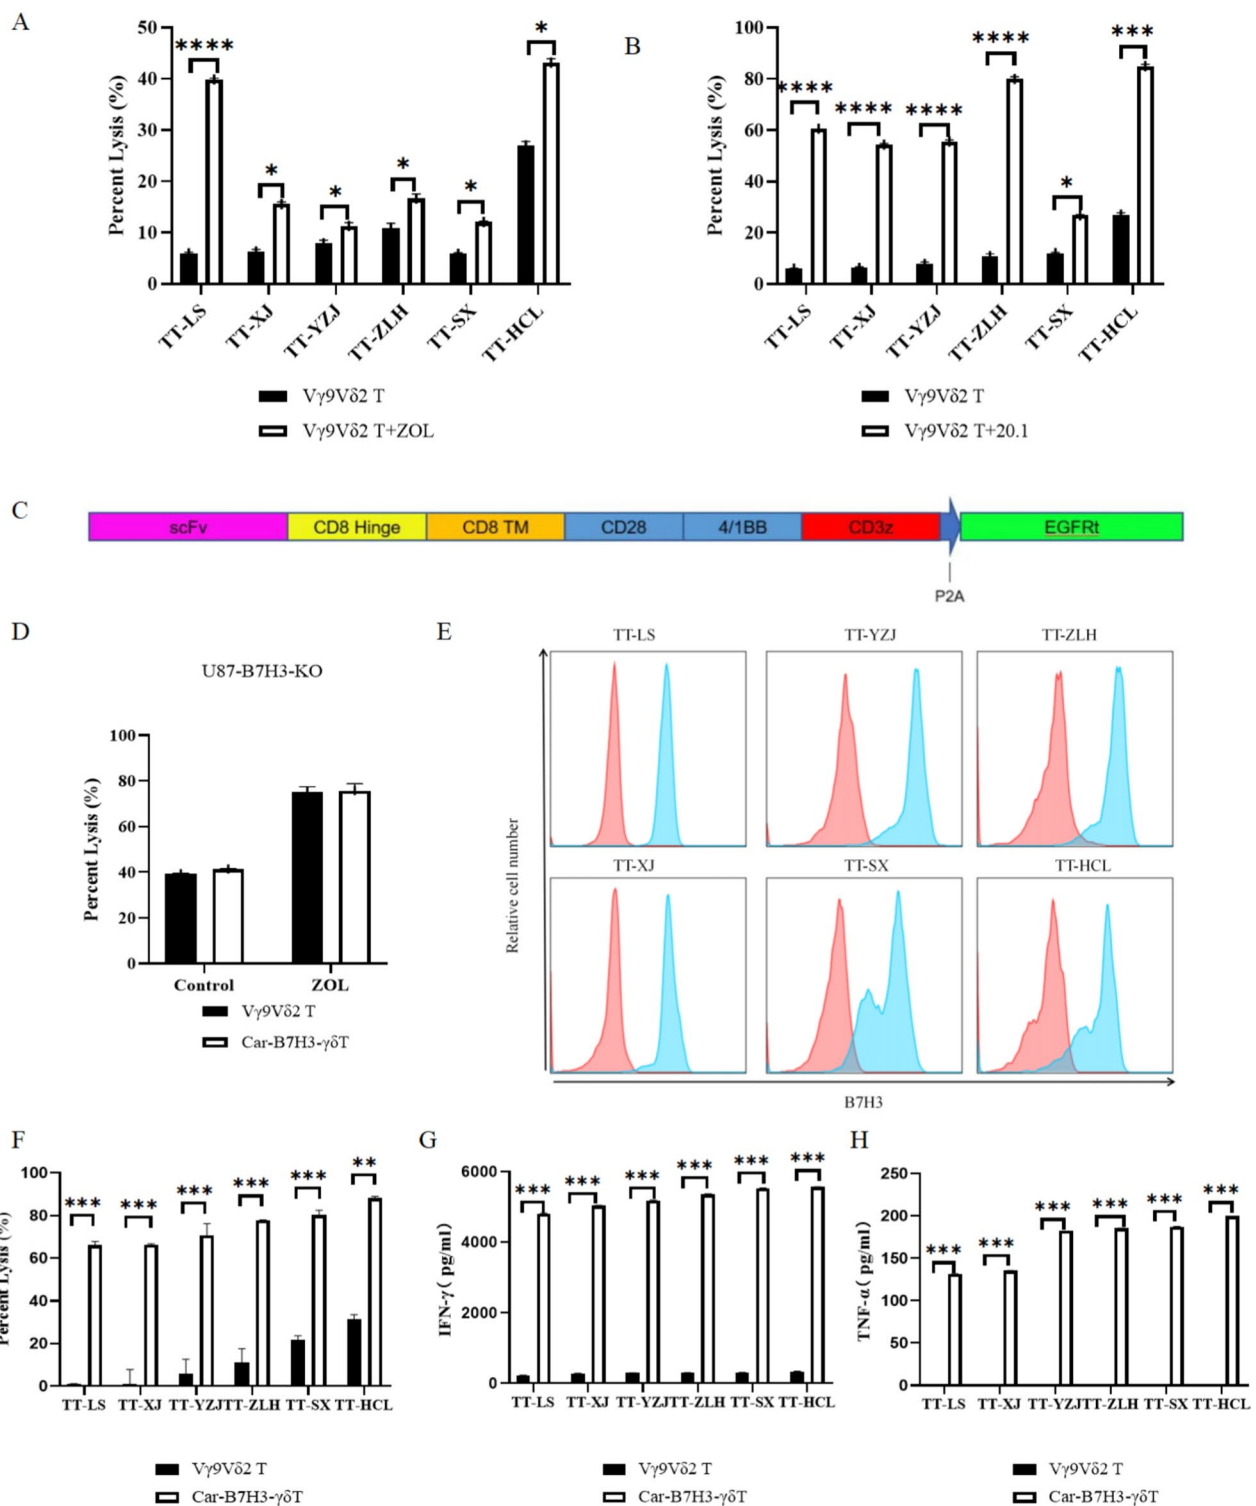 A
B
50
40
30
20
10
0
Percent Lysis (%)
****
*
*
*
*
*
TT-LS
TT-XJ
TT-YZJ
TT-ZLH
TT-SX
TT-HCL
Vγ9Vδ2 T
Vγ9Vδ2 T+ZOL
100
80
60
40
20
0
Percent Lysis (%)
****
****
****
****
*
***
TT-LS
TT-XJ
TT-YZJ
TT-ZLH
TT-SX
TT-HCL
Vγ9Vδ2 T
Vγ9Vδ2 T+20.1
C
scFv CD8 Hinge CD8 TM CD28 4/1BB CD3z EGFRt
P2A
D
U87-B7H3-KO
100
80
60
40
20
0
Percent Lysis (%)
Control ZOL
Vγ9Vδ2 T
Car-B7H3-γδT
E
TT-LS TT-YZJ TT-ZLH
TT-XJ TT-SX TT-HCL
Relative cell number
B7H3
F
100
80
60
40
20
0
Percent Lysis (%)
*** *** *** *** *** **
TT-LS TT-XJ TT-YZJ TT-ZLH TT-SX TT-HCL
Vγ9Vδ2 T
Car-B7H3-γδT
G
6000
4000
2000
0
IFN-γ ( pg/ml)
*** *** *** *** *** ***
TT-LS TT-XJ TT-YZJ TT-ZLH TT-SX TT-HCL
Vγ9Vδ2 T
Car-B7H3-γδT
H
250
200
150
100
50
0
TNF-α ( pg/ml)
*** *** *** *** *** ***
TT-LS TT-XJ TT-YZJ TT-ZLH TT-SX TT-HCL
Vγ9Vδ2 T
Car-B7H3-γδT